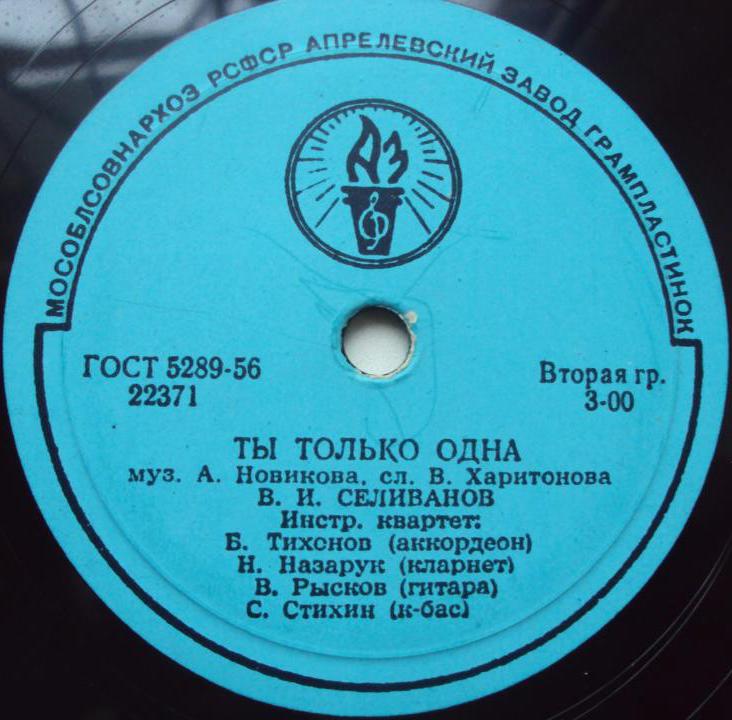 МОСОБЛСОВНАРХОЗ РСФСР АПРЕЛЕВСКИЙ ЗАВОД ГРАМПЛАСТИНОК
АЗ
ГОСТ 5289-56
22371
Вторая гр.
3-00
ТЫ ТОЛЬКО ОДНА
муз. А. Новикова, сл. В. Харитонова
В. И. СЕЛИВАНОВ
Инстр. квартет:
Б. Тихонов (аккордеон)
Н. Назарук (кларнет)
В. Рысков (гитара)
С. Стихин (к-бас)